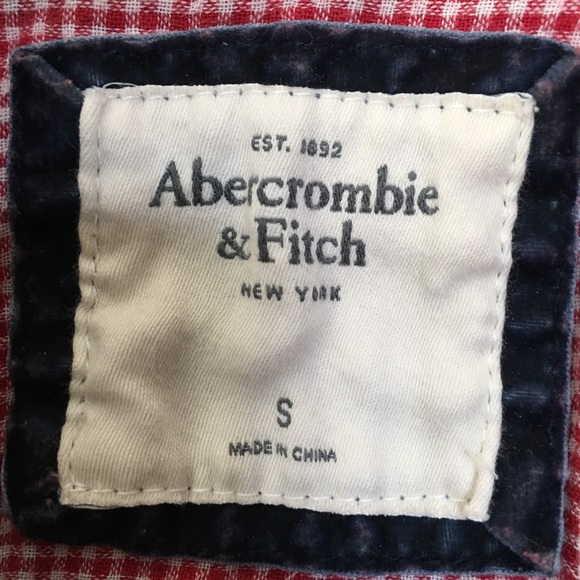 EST. 1892
Abercrombie
& Fitch
NEW YORK
S
MADE IN CHINA